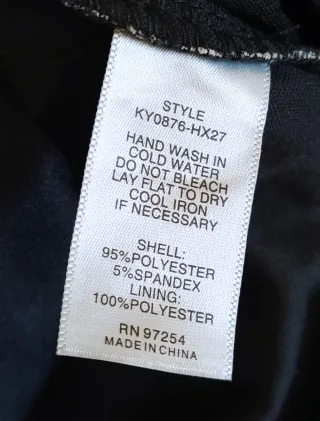 STYLE
KY0876-HX27
HAND WASH IN
COLD WATER
DO NOT BLEACH
LAY FLAT TO DRY
COOL IRON
IF NECESSARY
SHELL:
95%POLYESTER
5%SPANDEX
LINING:
100%POLYESTER
RN 97254
MADE IN CHINA